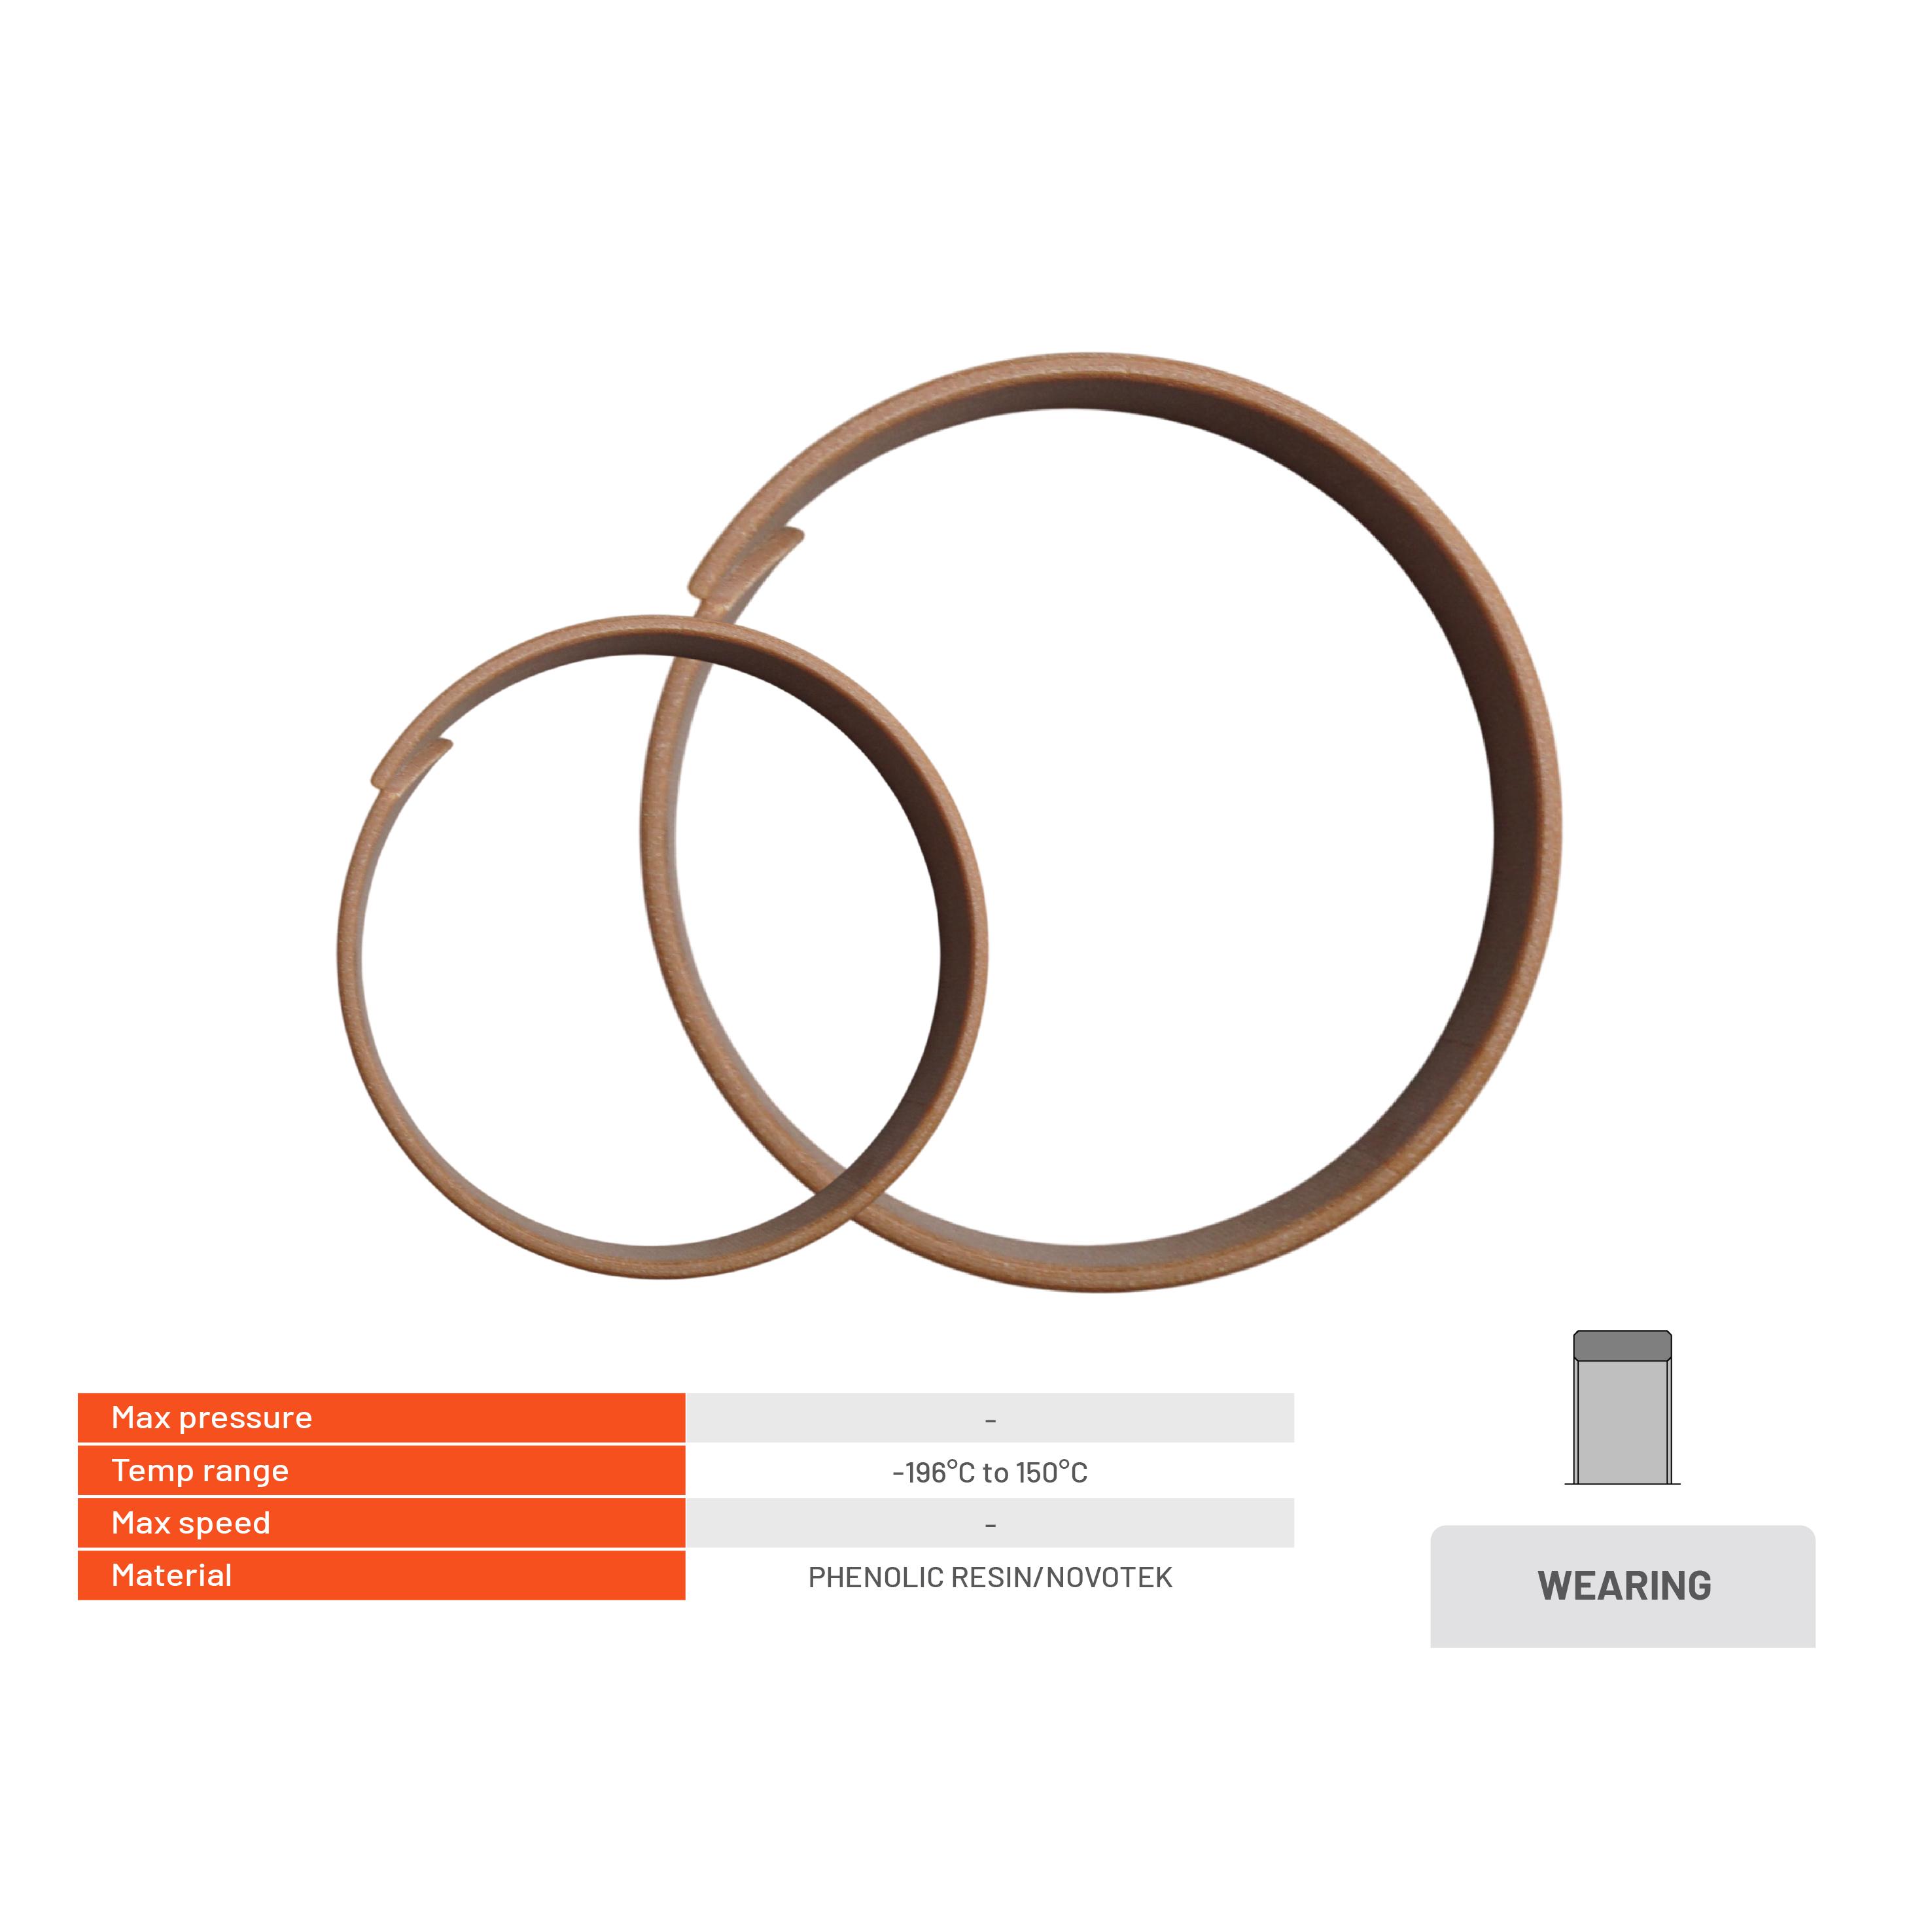 Max pressure -
Temp range -196°C to 150°C
Max speed -
Material PHENOLIC RESIN/NOVOTEK
WEARING